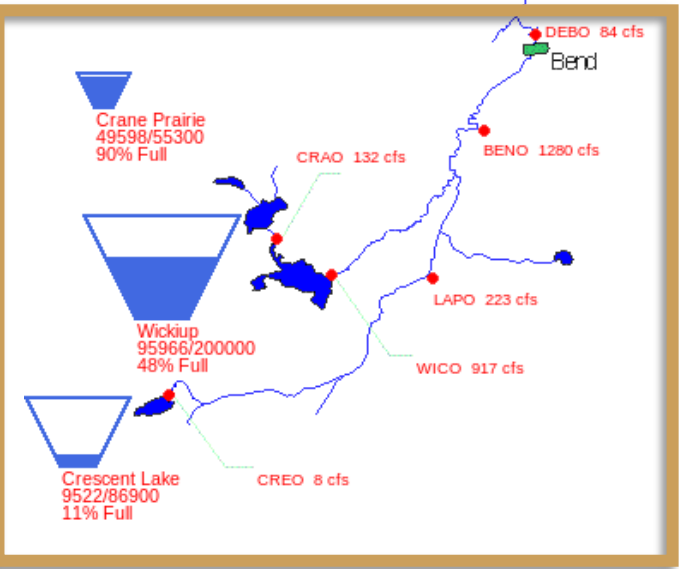 DEBO 84 cfs
Bend
Crane Prairie
49598/55300
90% Full
CRAO 132 cfs
BENO 1280 cfs
LAPO 223 cfs
Wickiup
95966/200000
48% Full
WICO 917 cfs
Crescent Lake
9522/86900
11% Full
CREO 8 cfs